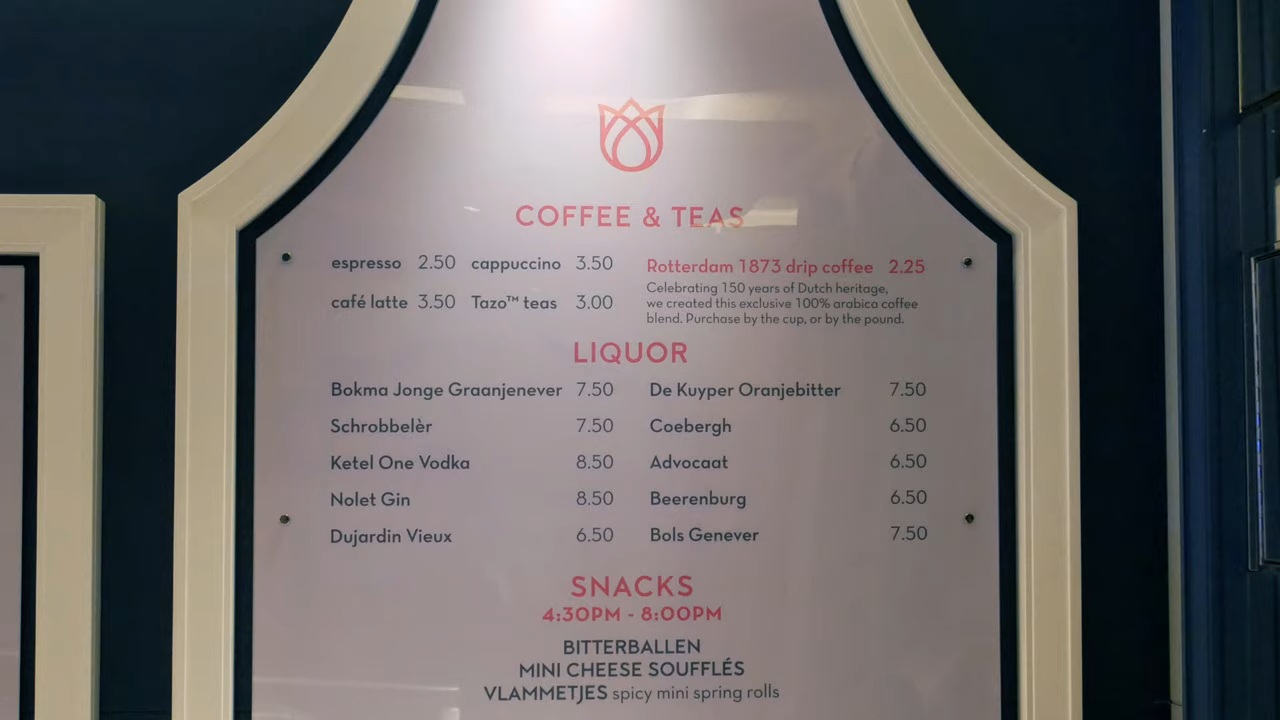 COFFEE & TEAS
espresso 2.50 cappuccino 3.50
café latte 3.50 Tazo™ teas 3.00
Rotterdam 1873 drip coffee 2.25
Celebrating 150 years of Dutch heritage,
we created this exclusive 100% arabica coffee
blend. Purchase by the cup, or by the pound.
LIQUOR
Bokma Jonge Graanjenever 7.50 De Kuyper Oranjebitter 7.50
Schrobbelèr 7.50 Coebergh 6.50
Ketel One Vodka 8.50 Advocaat 6.50
Nolet Gin 8.50 Beerenburg 6.50
Dujardin Vieux 6.50 Bols Genever 7.50
SNACKS
4:30PM - 8:00PM
BITTERBALLEN
MINI CHEESE SOUFFLÉS
VLAMMETJES spicy mini spring rolls